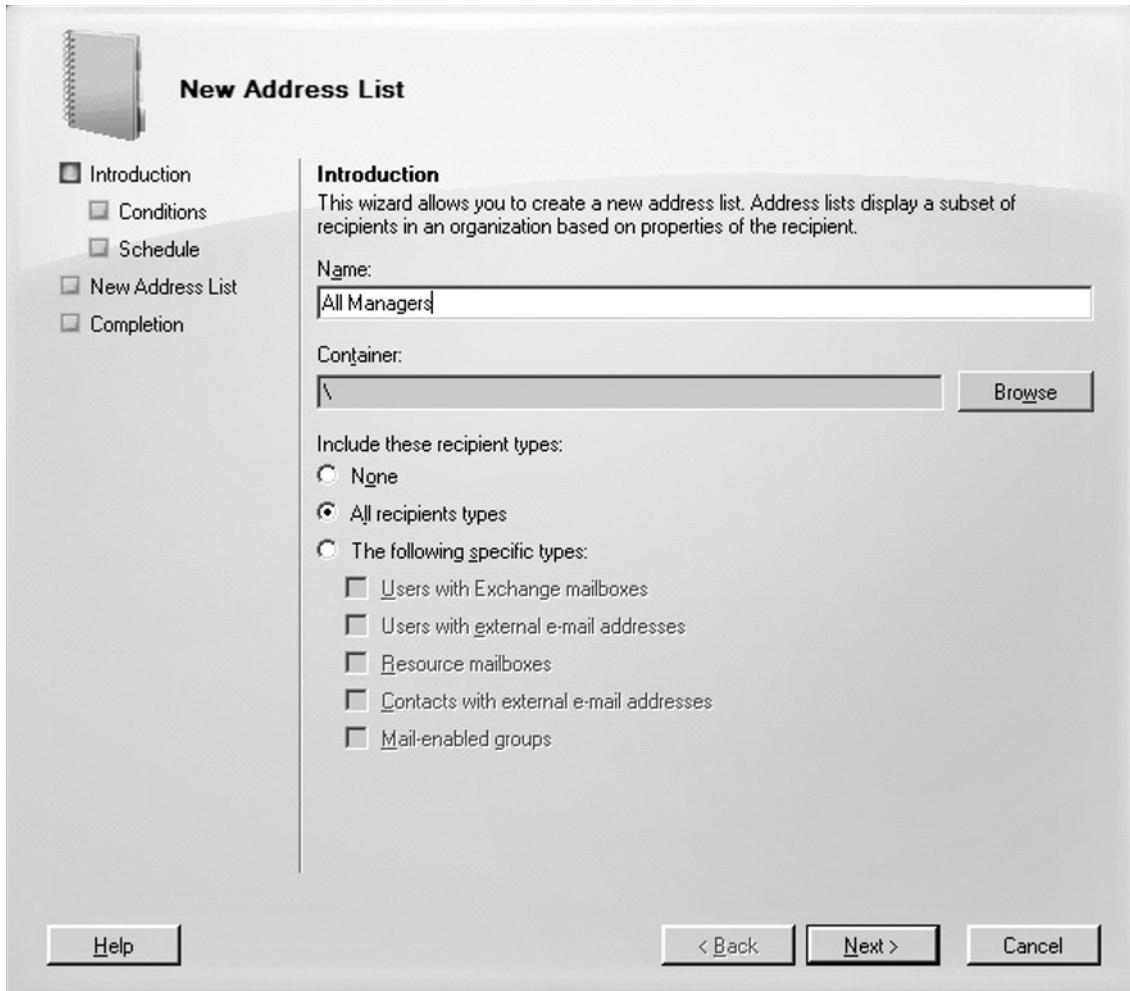 New Address List
Introduction
Conditions
Schedule
New Address List
Completion
Introduction
This wizard allows you to create a new address list. Address lists display a subset of
recipients in an organization based on properties of the recipient.
Name:
All Managers
Container:
\
Browse
Include these recipient types:
None
All recipients types
The following specific types:
Users with Exchange mailboxes
Users with external e-mail addresses
Resource mailboxes
Contacts with external e-mail addresses
Mail-enabled groups
Help
< Back
Next >
Cancel